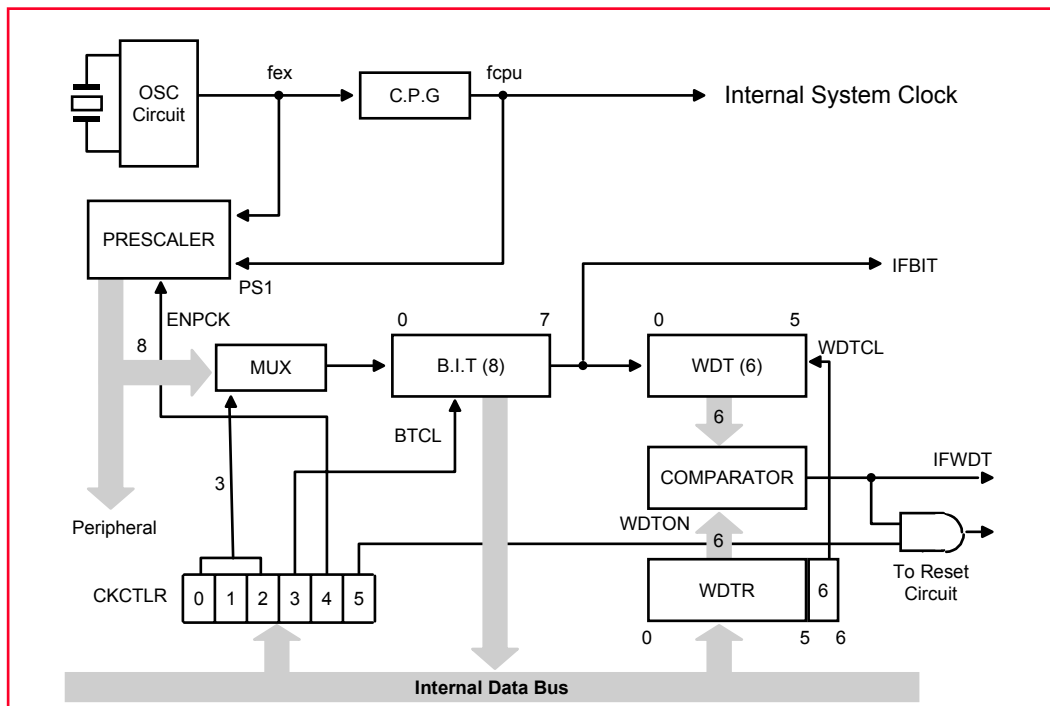 fex
fcpu
OSC
Circuit
C.P.G
Internal System Clock
PRESCALER
PS1
IFBIT
ENPCK
8
0
7
0
5
MUX
B.I.T (8)
WDT (6)
WDTCL
BTCL
6
3
COMPARATOR
IFWDT
Peripheral
WDTON
6
To Reset
Circuit
CKCTLR
0 1 2 3 4 5
WDTR
6
0
5
6
Internal Data Bus